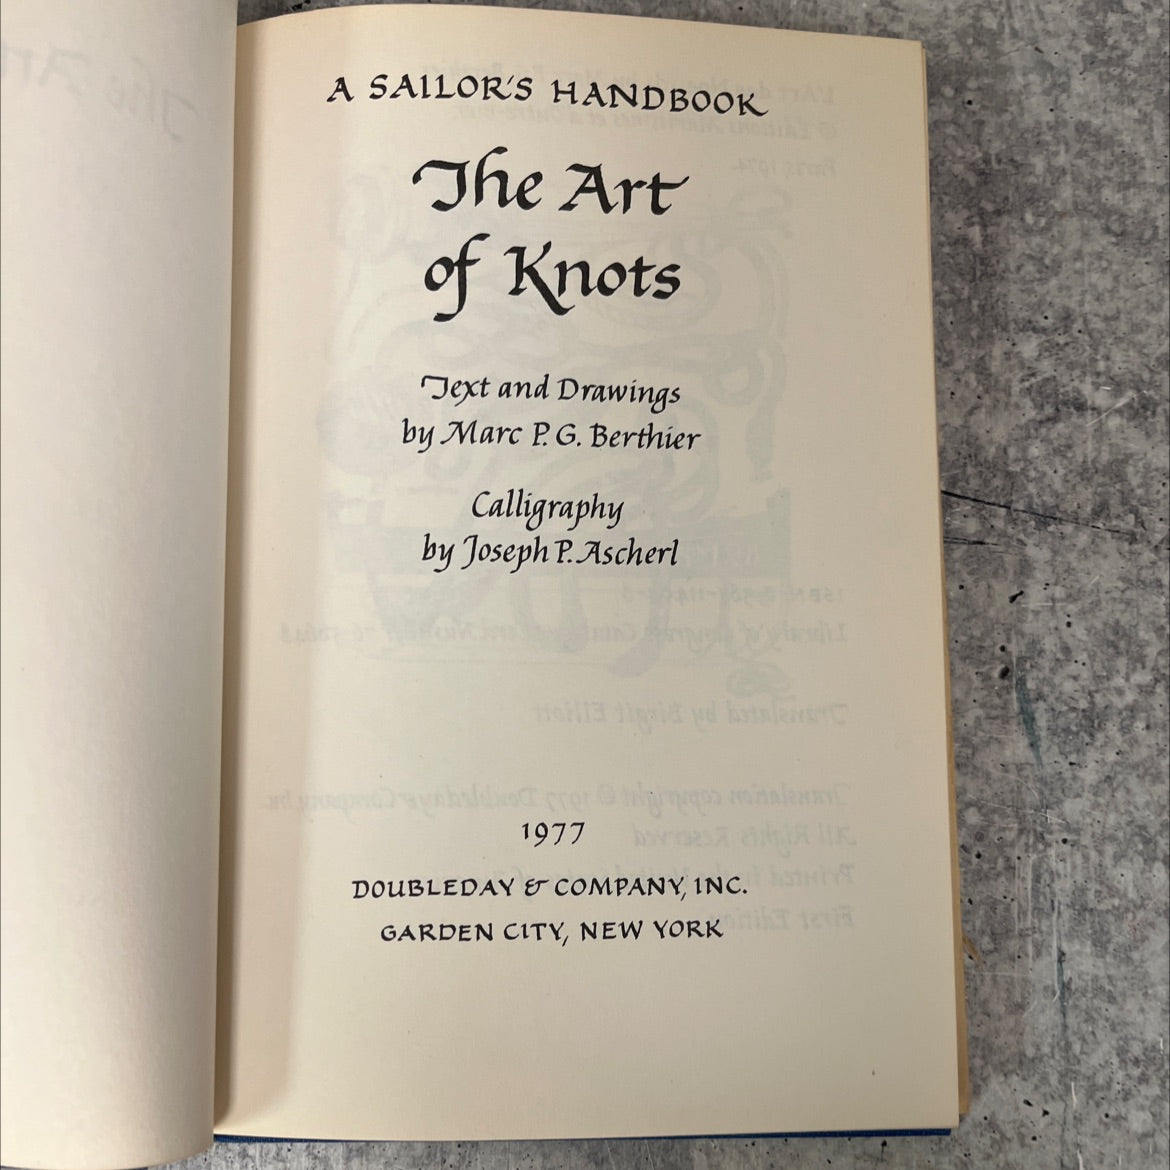 A SAILOR'S HANDBOOK
The Art
of Knots
Text and Drawings
by Marc P. G. Berthier
Calligraphy
by Joseph P. Ascherl
1977
DOUBLEDAY & COMPANY, INC.
GARDEN CITY, NEW YORK